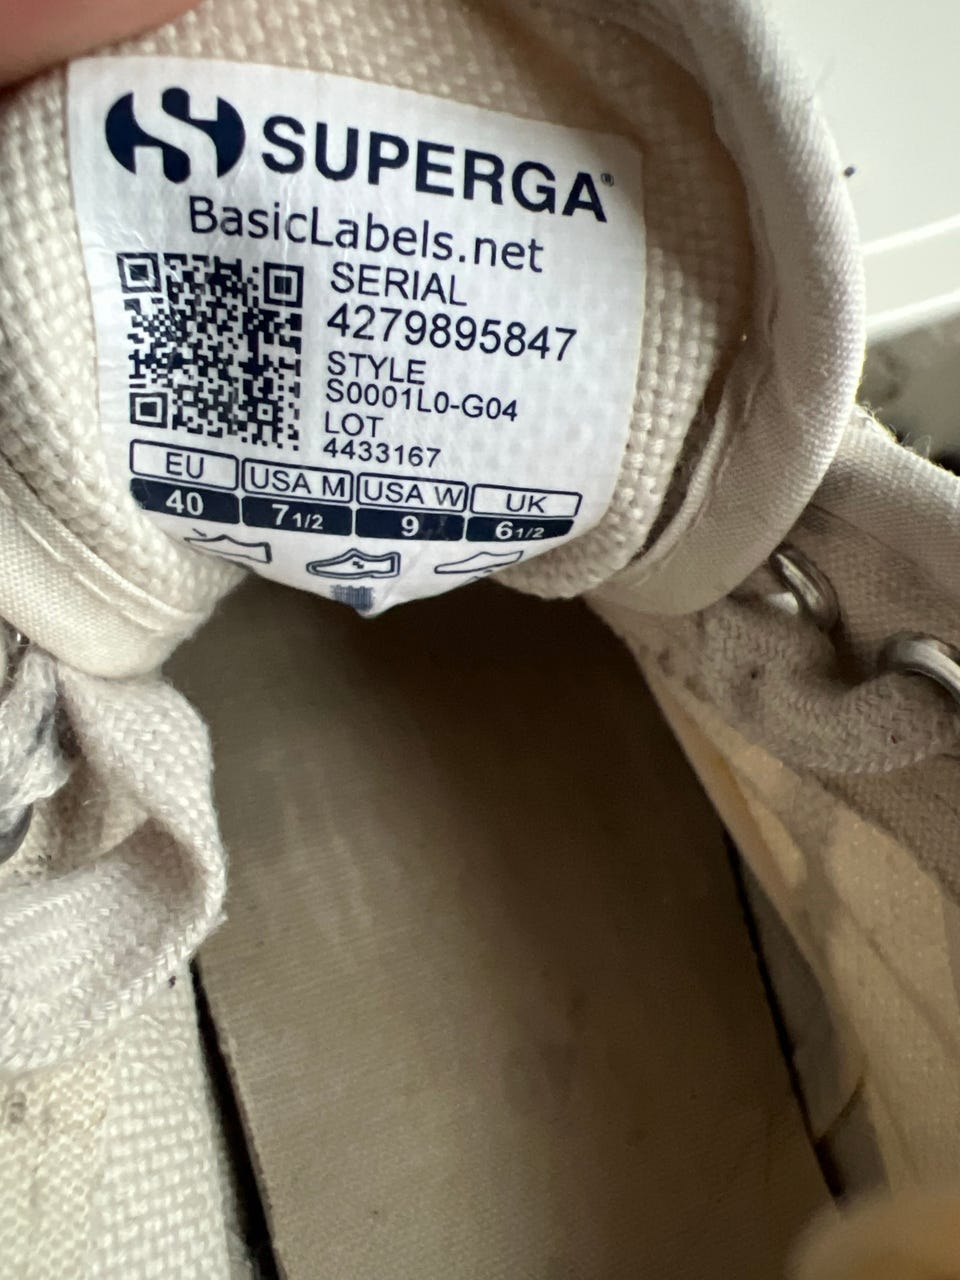 SUPERGA®
BasicLabels.net
SERIAL
4279895847
STYLE
S0001L0-G04
LOT
4433167
EU USA M USA W UK
40 7 1/2 9 6 1/2